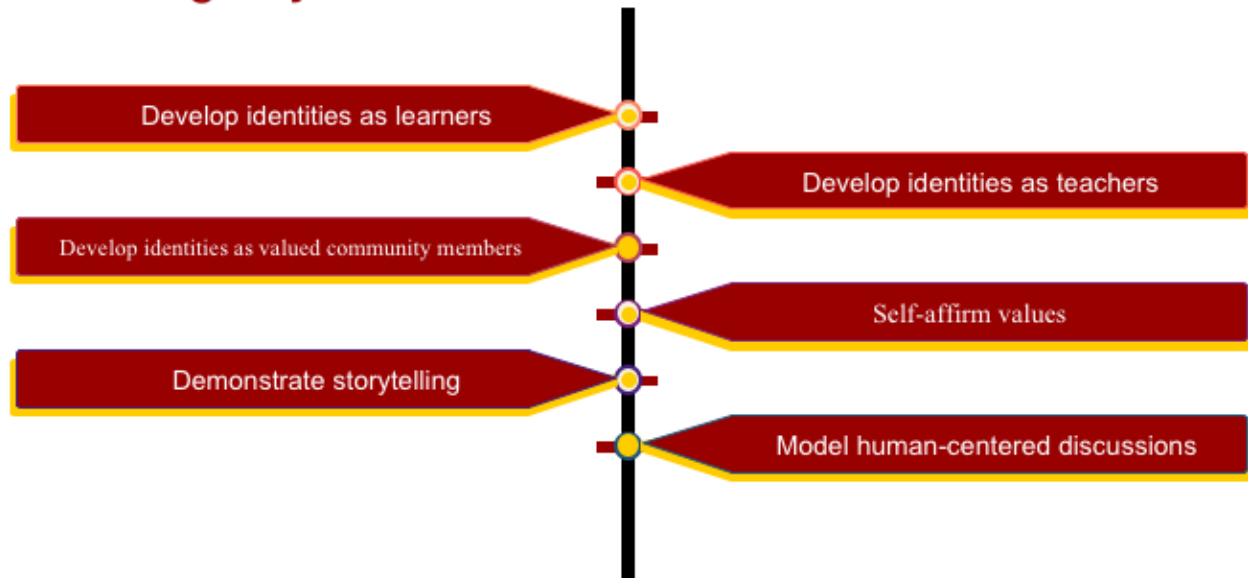 Develop identities as learners
Develop identities as teachers
Develop identities as valued community members
Self-affirm values
Demonstrate storytelling
Model human-centered discussions